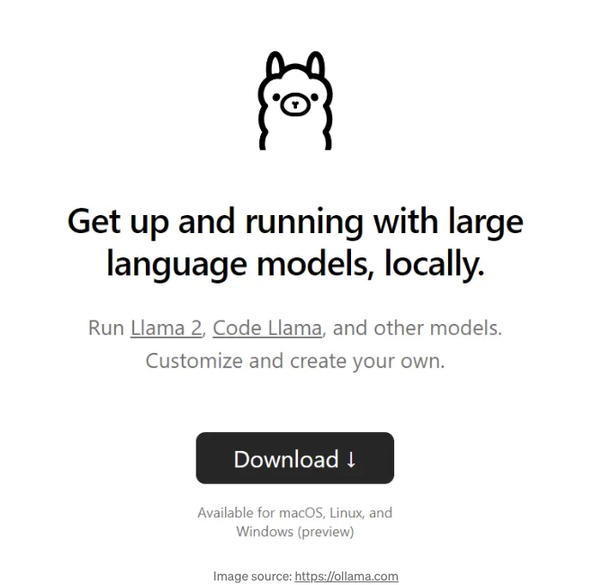 Get up and running with large
language models, locally.
Run Llama 2, Code Llama, and other models.
Customize and create your own.
Download ↓
Available for macOS, Linux, and
Windows (preview)
Image source: https://ollama.com